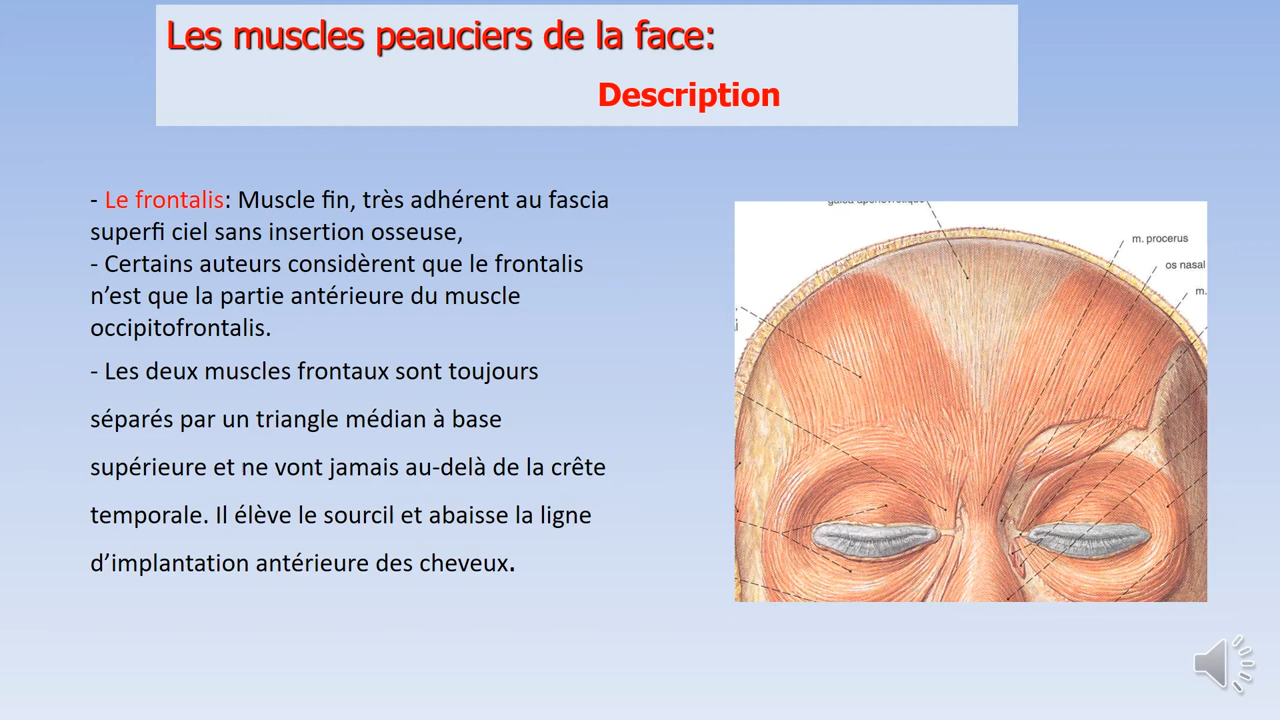 Les muscles peauciers de la face:
Description
- Le frontalis: Muscle fin, très adhérent au fascia
superfi ciel sans insertion osseuse,
- Certains auteurs considèrent que le frontalis
n’est que la partie antérieure du muscle
occipitofrontalis.
- Les deux muscles frontaux sont toujours
séparés par un triangle médian à base
supérieure et ne vont jamais au-delà de la crête
temporale. Il élève le sourcil et abaisse la ligne
d’implantation antérieure des cheveux.
m. procerus
os nasal
m.